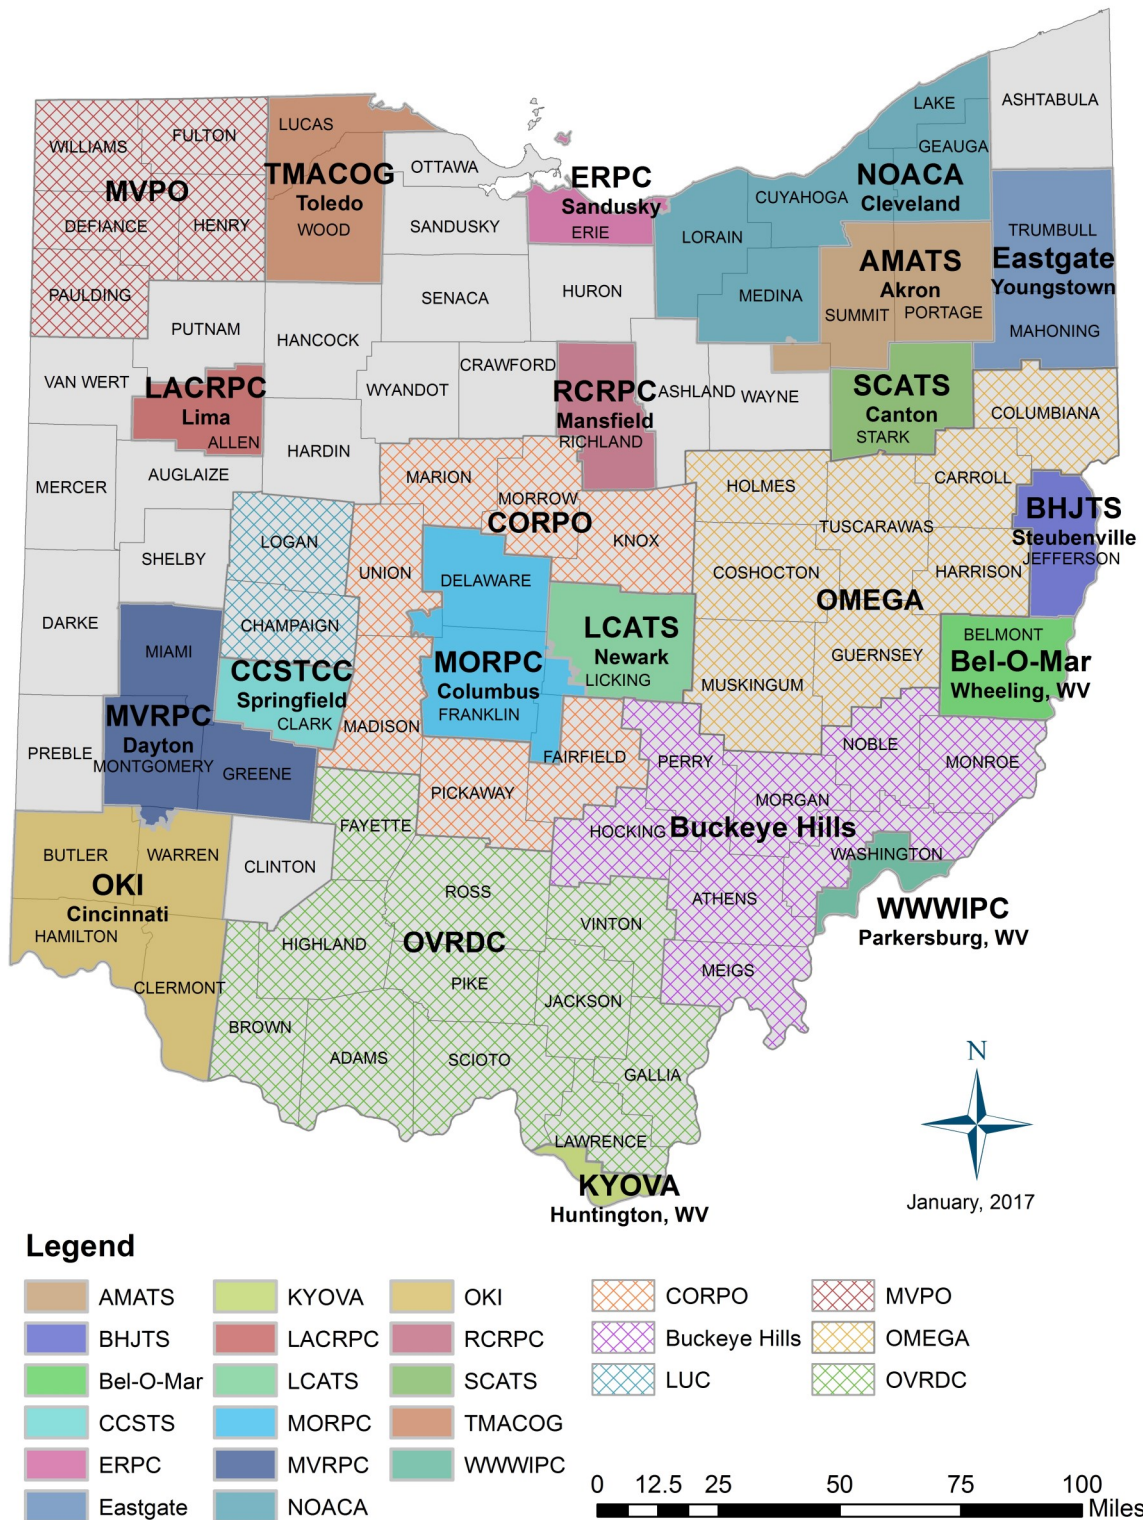 LAKE
ASHTABULA
LUCAS
FULTON
WILLIAMS
GEAUGA
OTTAWA
TMACOG
ERPC
NOACA
MVPO
Toledo
Sandusky
CUYAHOGA
Cleveland
DEFIANCE
HENRY
WOOD
SANDUSKY
ERIE
LORAIN
TRUMBULL
AMATS
Eastgate
Akron
Youngstown
PAULDING
SENACA
HURON
MEDINA
SUMMIT
PORTAGE
PUTNAM
MAHONING
HANCOCK
CRAWFORD
VAN WERT
LACRPC
WYANDOT
RCRPC
ASHLAND
WAYNE
SCATS
Lima
Mansfield
Canton
COLUMBIANA
ALLEN
RICHLAND
STARK
HARDIN
AUGLAIZE
MARION
CARROLL
MERCER
HOLMES
MORROW
BHJTS
CORPO
TUSCARAWAS
Steubenville
LOGAN
KNOX
JEFFERSON
SHELBY
UNION
DELAWARE
COSHOCTON
HARRISON
OMEGA
DARKE
CHAMPAIGN
LCATS
BELMONT
MIAMI
Newark
GUERNSEY
Bel-O-Mar
CCSTCC
MORPC
LICKING
MUSKINGUM
Wheeling, WV
Springfield
Columbus
MVRPC
CLARK
MADISON
FRANKLIN
Dayton
NOBLE
PREBLE
MONTGOMERY
GREENE
FAIRFIELD
PERRY
MONROE
PICKAWAY
MORGAN
FAYETTE
HOCKING
Buckeye Hills
BUTLER
WARREN
CLINTON
WASHINGTON
OKI
ROSS
ATHENS
WWWIPC
Cincinnati
VINTON
Parkersburg, WV
HAMILTON
HIGHLAND
OVRDC
MEIGS
CLERMONT
PIKE
JACKSON
BROWN
ADAMS
SCIOTO
GALLIA
N
LAWRENCE
KYOVA
Huntington, WV
January, 2017
Legend
AMATS
KYOVA
OKI
CORPO
MVPO
BHJTS
LACRPC
RCRPC
Buckeye Hills
OMEGA
Bel-O-Mar
LCATS
SCATS
LUC
OVRDC
CCSTS
MORPC
TMACOG
ERPC
MVRPC
WWWIPC
Eastgate
NOACA
0 12.5 25 50 75 100
Miles